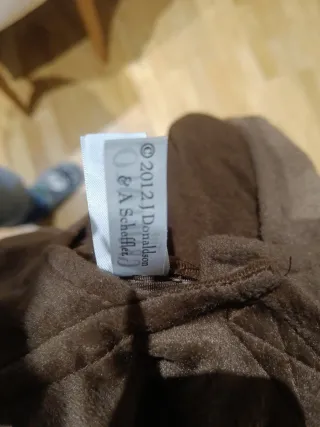 © 2012 J Donaldson
& A Scheffler